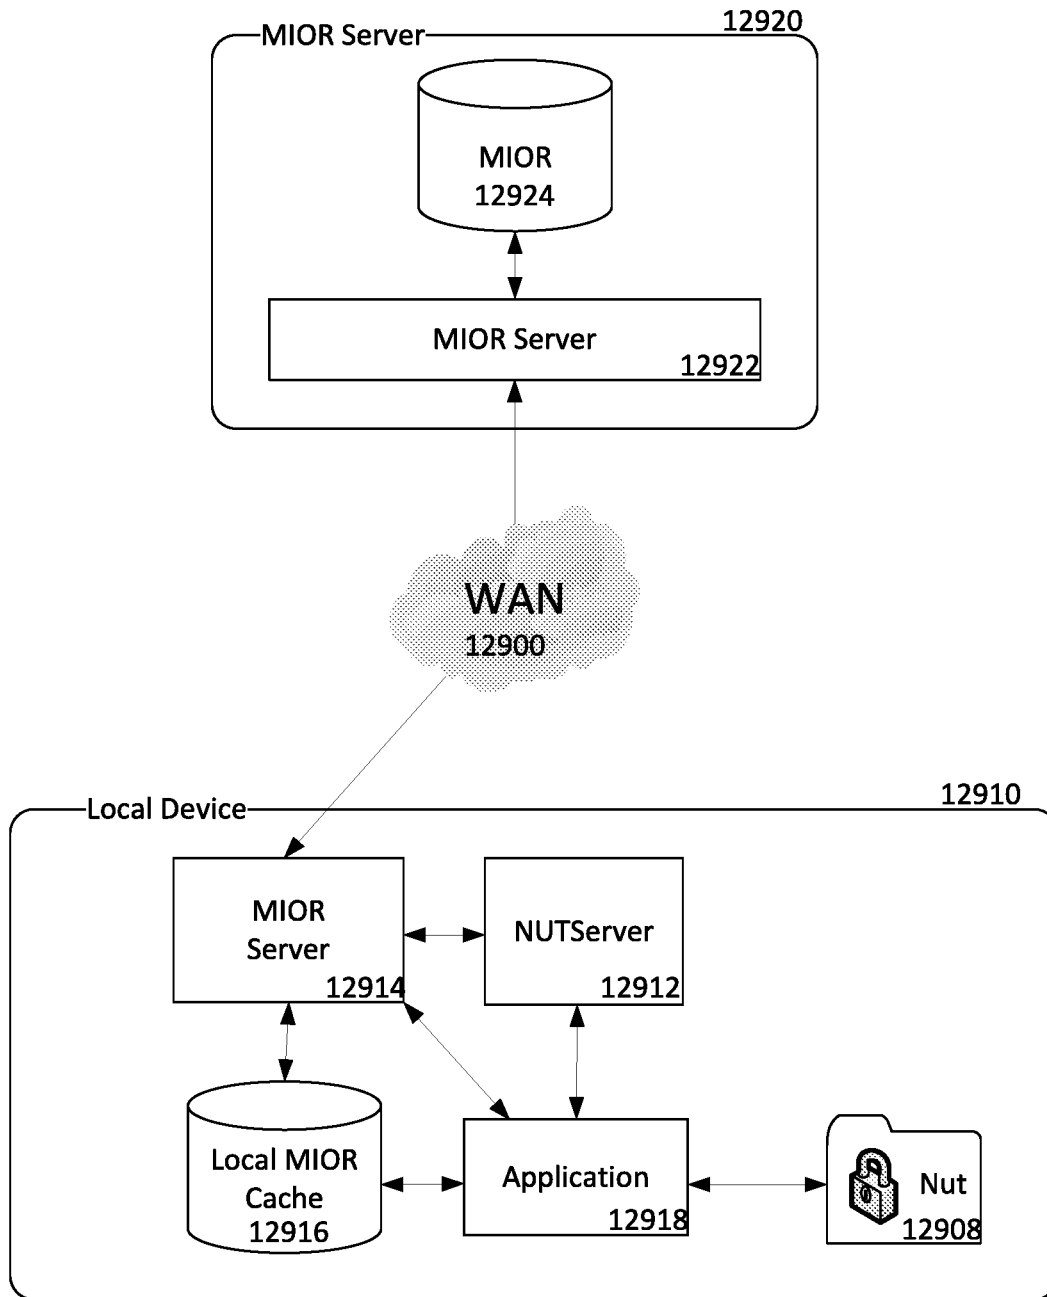 12920
MIOR Server
MIOR
12924
MIOR Server
12922
WAN
12900
12910
Local Device
MIOR
Server
12914
NUTServer
12912
Local MIOR
Cache
12916
Application
12918
Nut
12908